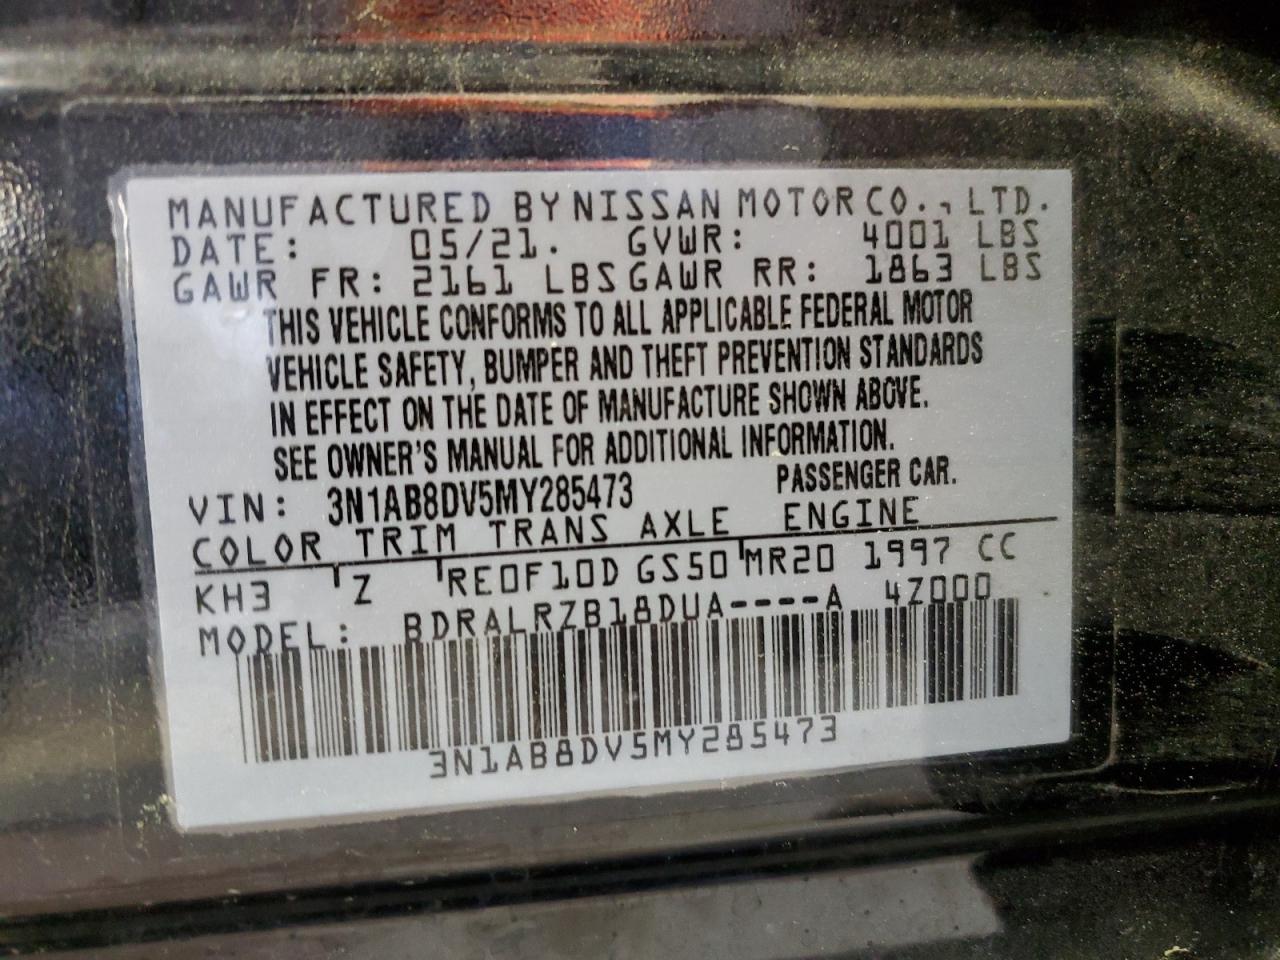 MANUFACTURED BY NISSAN MOTOR CO., LTD.
DATE: 05/21. GVWR: 4001 LBS
GAWR FR: 2161 LBS GAWR RR: 1863 LBS
THIS VEHICLE CONFORMS TO ALL APPLICABLE FEDERAL MOTOR
VEHICLE SAFETY, BUMPER AND THEFT PREVENTION STANDARDS
IN EFFECT ON THE DATE OF MANUFACTURE SHOWN ABOVE.
SEE OWNER'S MANUAL FOR ADDITIONAL INFORMATION.
VIN: 3N1AB8DV5MY285473 PASSENGER CAR.
COLOR TRIM TRANS AXLE ENGINE
KH3 Z RE0F10D GS50 MR20 1997 CC
MODEL: BDRALRZB18DUA----A 4Z000
3N1AB8DV5MY285473